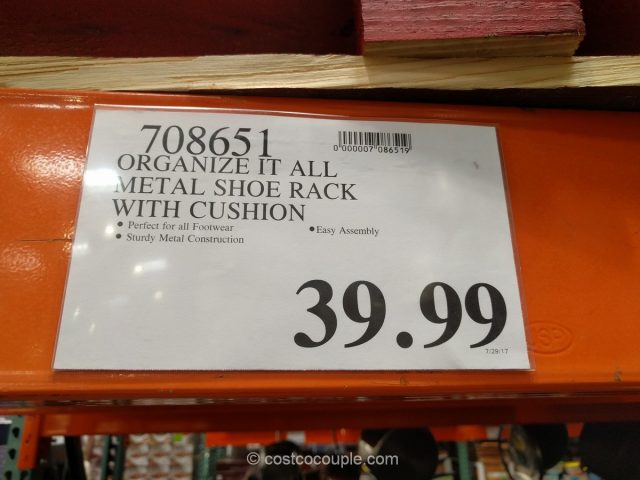 708651
0 000007 086519
ORGANIZE IT ALL
METAL SHOE RACK
WITH CUSHION
• Perfect for all Footwear
• Easy Assembly
• Sturdy Metal Construction
39.99
7/29/17
© costcocouple.com